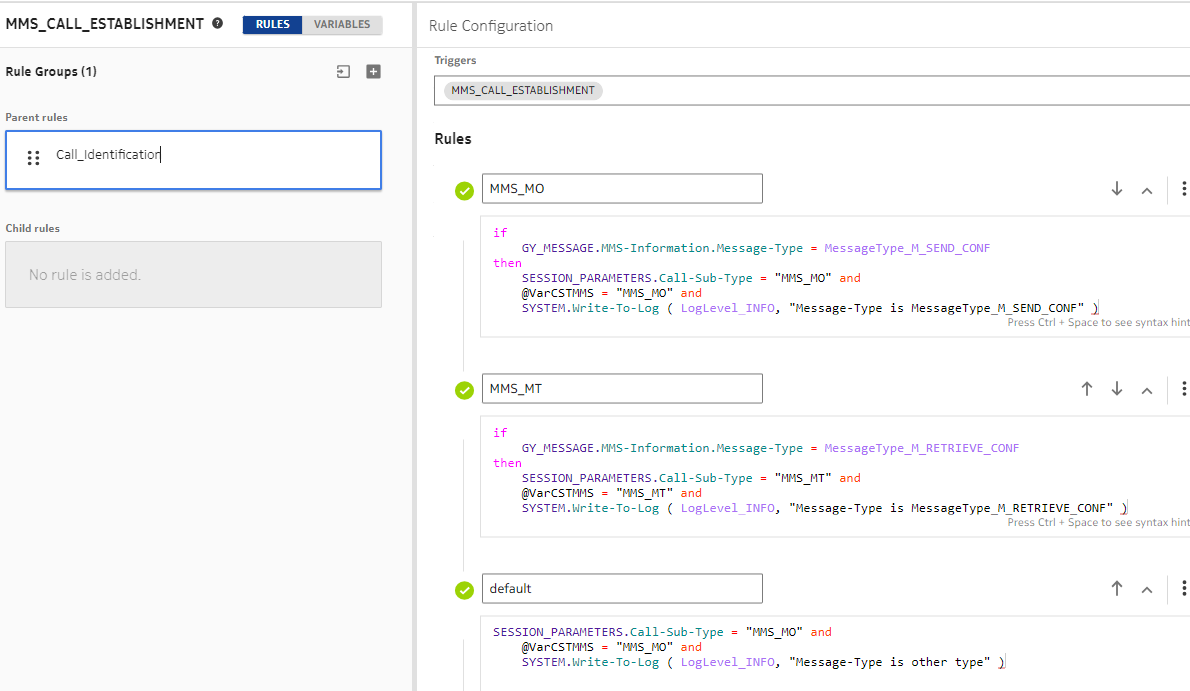 MMS_CALL_ESTABLISHMENT ? RULES VARIABLES
Rule Groups (1)
Parent rules
Call_Identification
Child rules
No rule is added.
Rule Configuration
Triggers
MMS_CALL_ESTABLISHMENT
Rules
MMS_MO
if
GY_MESSAGE.MMS-Information.Message-Type = MessageType_M_SEND_CONF
then
SESSION_PARAMETERS.Call-Sub-Type = "MMS_MO" and
@VarCSTMMS = "MMS_MO" and
SYSTEM.Write-To-Log ( LogLevel_INFO, "Message-Type is MessageType_M_SEND_CONF" )
Press Ctrl + Space to see syntax hint
MMS_MT
if
GY_MESSAGE.MMS-Information.Message-Type = MessageType_M_RETRIEVE_CONF
then
SESSION_PARAMETERS.Call-Sub-Type = "MMS_MT" and
@VarCSTMMS = "MMS_MT" and
SYSTEM.Write-To-Log ( LogLevel_INFO, "Message-Type is MessageType_M_RETRIEVE_CONF" )
Press Ctrl + Space to see syntax hint
default
SESSION_PARAMETERS.Call-Sub-Type = "MMS_MO" and
@VarCSTMMS = "MMS_MO" and
SYSTEM.Write-To-Log ( LogLevel_INFO, "Message-Type is other type" )